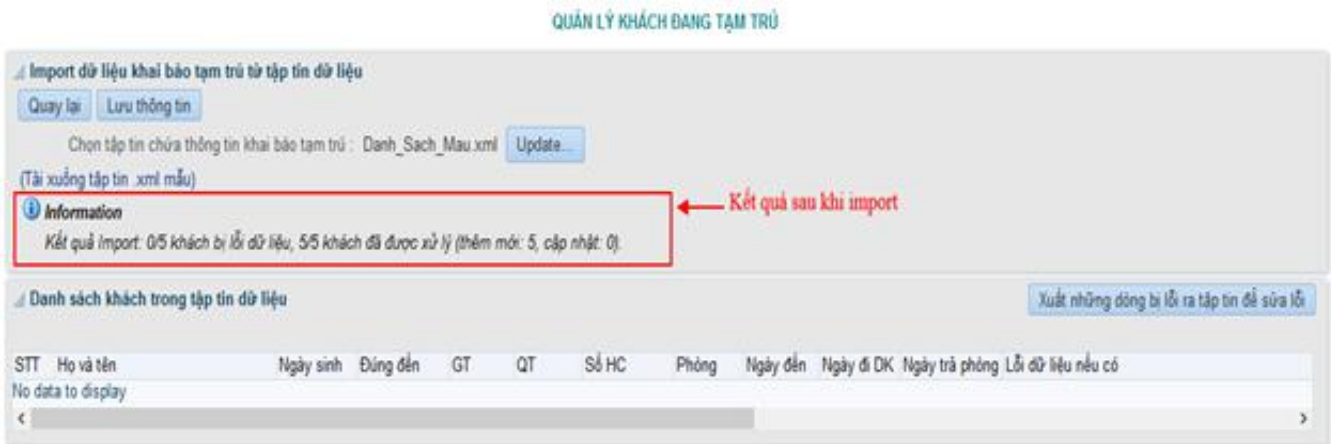 QUẢN LÝ KHÁCH ĐANG TẠM TRÚ
Import dữ liệu khai báo tạm trú từ tập tin dữ liệu
Quay lại Lưu thông tin
Chọn tập tin chứa thông tin khai báo tạm trú : Danh_Sach_Mau.xml Update...
(Tải xuống tập tin .xml mẫu)
Information
Kết quả sau khi import
Kết quả Import: 0/5 khách bị lỗi dữ liệu, 5/5 khách đã được xử lý (thêm mới: 5, cập nhật: 0).
Danh sách khách trong tập tin dữ liệu
Xuất những dòng bị lỗi ra tập tin để sửa lỗi
STT Họ và tên Ngày sinh Đúng đến GT QT Số HC Phòng Ngày đến Ngày đi DK Ngày trả phòng Lỗi dữ liệu nếu có
No data to display